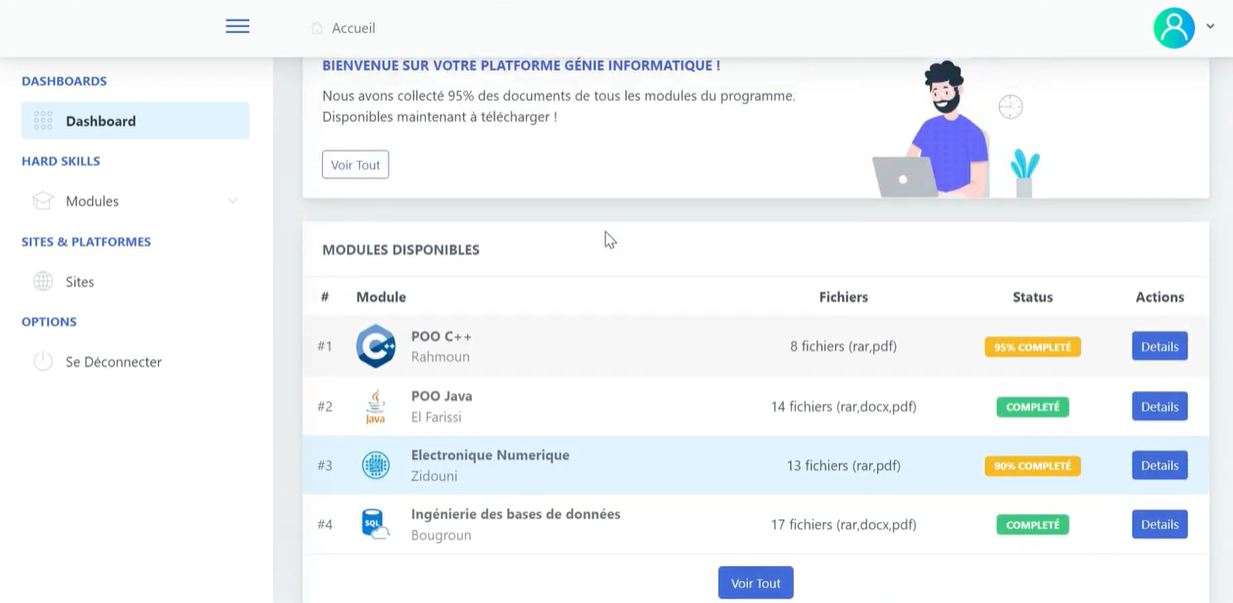 Accueil
DASHBOARDS
Dashboard
HARD SKILLS
Modules
SITES & PLATFORMES
Sites
OPTIONS
Se Déconnecter
BIENVENUE SUR VOTRE PLATFORME GÉNIE INFORMATIQUE !
Nous avons collecté 95% des documents de tous les modules du programme.
Disponibles maintenant à télécharger !
Voir Tout
MODULES DISPONIBLES
# Module Fichiers Status Actions
#1 POO C++ 8 fichiers (rar,pdf) 95% COMPLETÉ Details
Rahmoun
#2 POO Java 14 fichiers (rar,docx,pdf) COMPLETÉ Details
El Farissi
Java
#3 Electronique Numerique 13 fichiers (rar,pdf) 90% COMPLETÉ Details
Zidouni
#4 Ingénierie des bases de données 17 fichiers (rar,docx,pdf) COMPLETÉ Details
SQL
Bougroun
Voir Tout